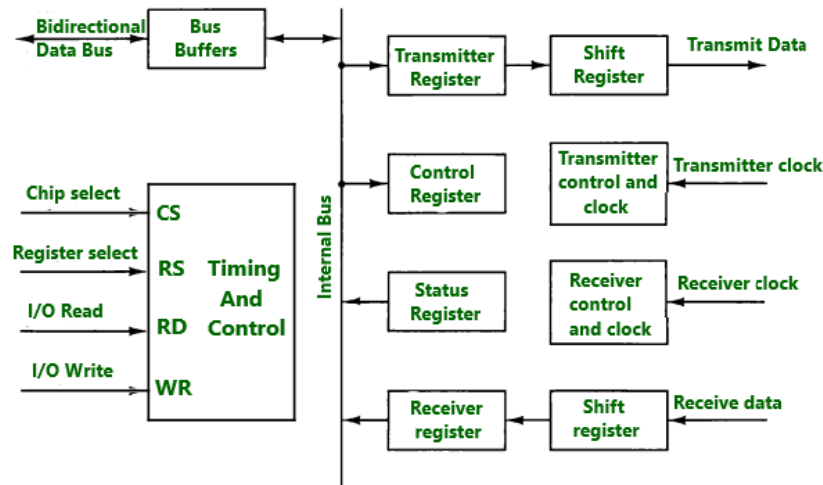 Bidirectional
Data Bus
Bus
Buffers
Transmitter
Register
Shift
Register
Transmit Data
Control
Register
Transmitter
control and
clock
Transmitter clock
Chip select
CS
Register select
RS
I/O Read
RD
I/O Write
WR
Timing
And
Control
Internal Bus
Status
Register
Receiver
control
and clock
Receiver clock
Receiver
register
Shift
register
Receive data